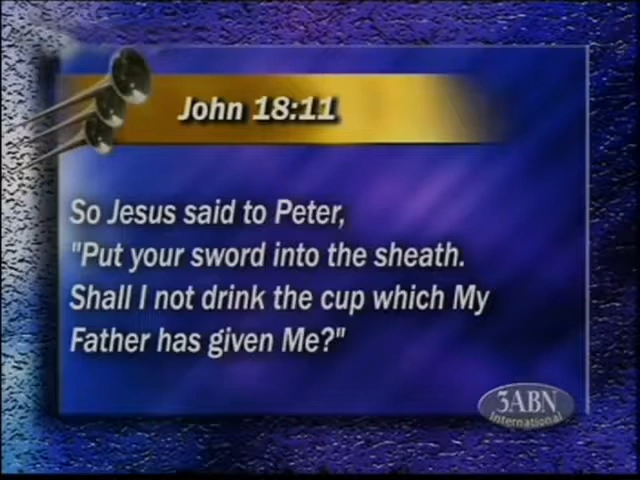 John 18:11
So Jesus said to Peter,
"Put your sword into the sheath.
Shall I not drink the cup which My
Father has given Me?"
3ABN
International